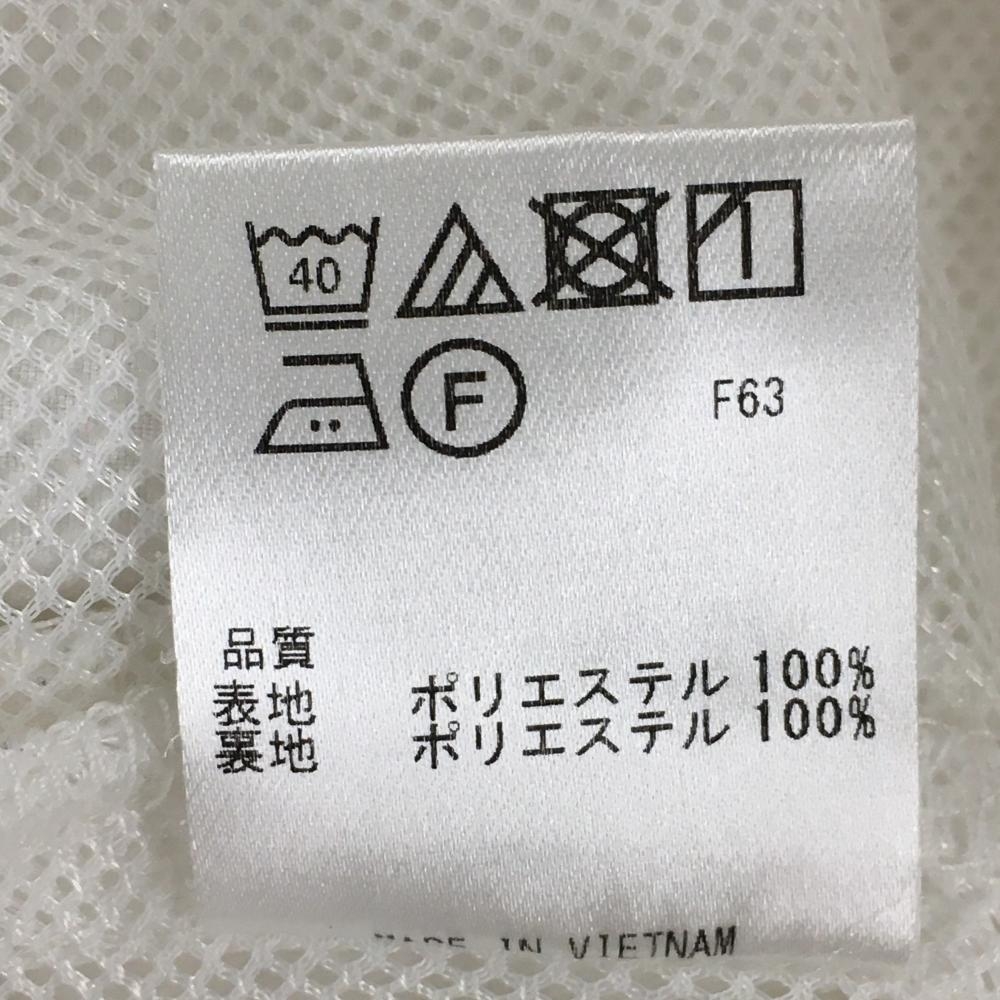 40
F F63
品質
表地 ポリエステル 100%
裏地 ポリエステル 100%
MADE IN VIETNAM